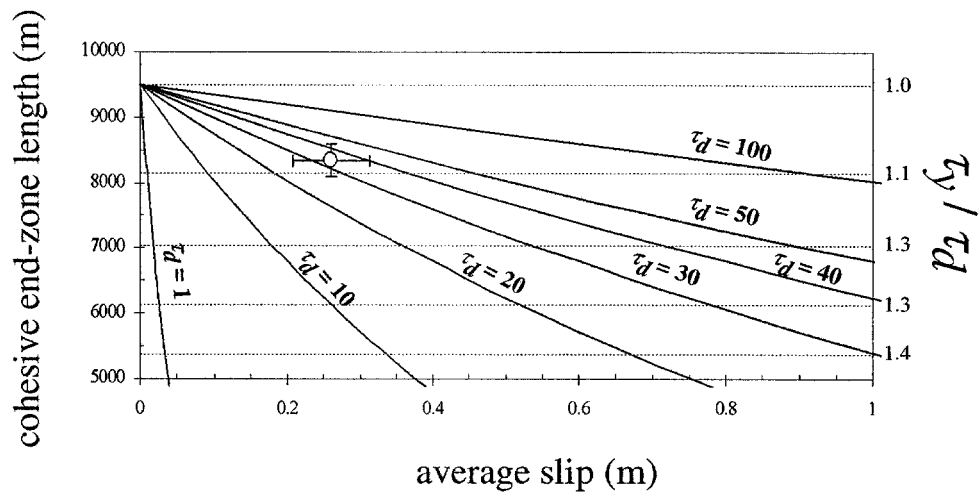 cohesive end-zone length (m)
10000
9000
8000
7000
6000
5000
0
0.2
0.4
0.6
0.8
1
average slip (m)
τd = 1
τd = 10
τd = 20
τd = 30
τd = 40
τd = 50
τd = 100
1.0
1.1
1.3
1.3
1.4
τy / τd